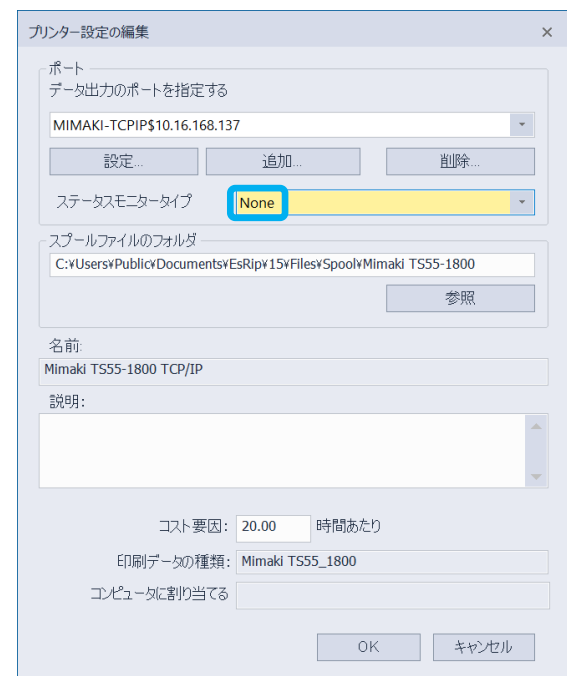 プリンター設定の編集
ポート
データ出力のポートを指定する
MIMAKI-TCPIP$10.16.168.137
設定... 追加... 削除...
ステータスモニタータイプ None
スプールファイルのフォルダ
C:¥Users¥Public¥Documents¥EsRip¥15¥Files¥Spool¥Mimaki TS55-1800
参照
名前:
Mimaki TS55-1800 TCP/IP
説明:
コスト要因: 20.00 時間あたり
印刷データの種類: Mimaki TS55_1800
コンピュータに割り当てる
OK キャンセル